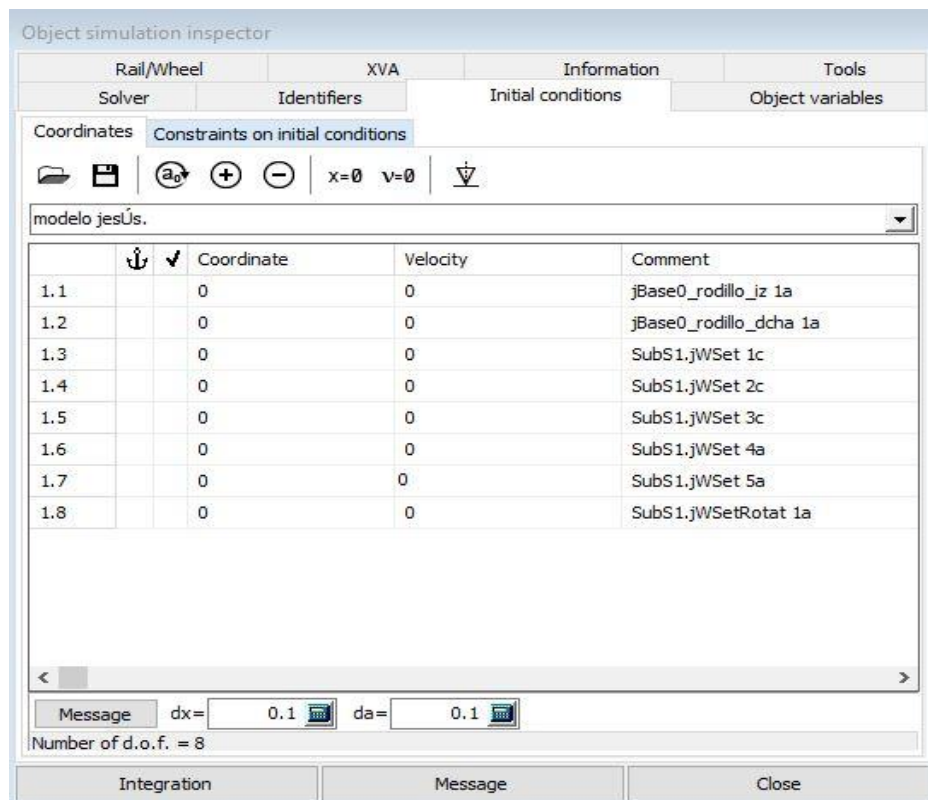 Object simulation inspector
Rail/Wheel XVA Information Tools
Solver Identifiers Initial conditions Object variables
Coordinates Constraints on initial conditions
a₀ x=0 v=0
modelo jesÚs.
Coordinate Velocity Comment
1.1 0 0 jBase0_rodillo_iz 1a
1.2 0 0 jBase0_rodillo_dcha 1a
1.3 0 0 SubS1.jWSet 1c
1.4 0 0 SubS1.jWSet 2c
1.5 0 0 SubS1.jWSet 3c
1.6 0 0 SubS1.jWSet 4a
1.7 0 0 SubS1.jWSet 5a
1.8 0 0 SubS1.jWSetRotat 1a
Message dx= 0.1 da= 0.1
Number of d.o.f. = 8
Integration Message Close